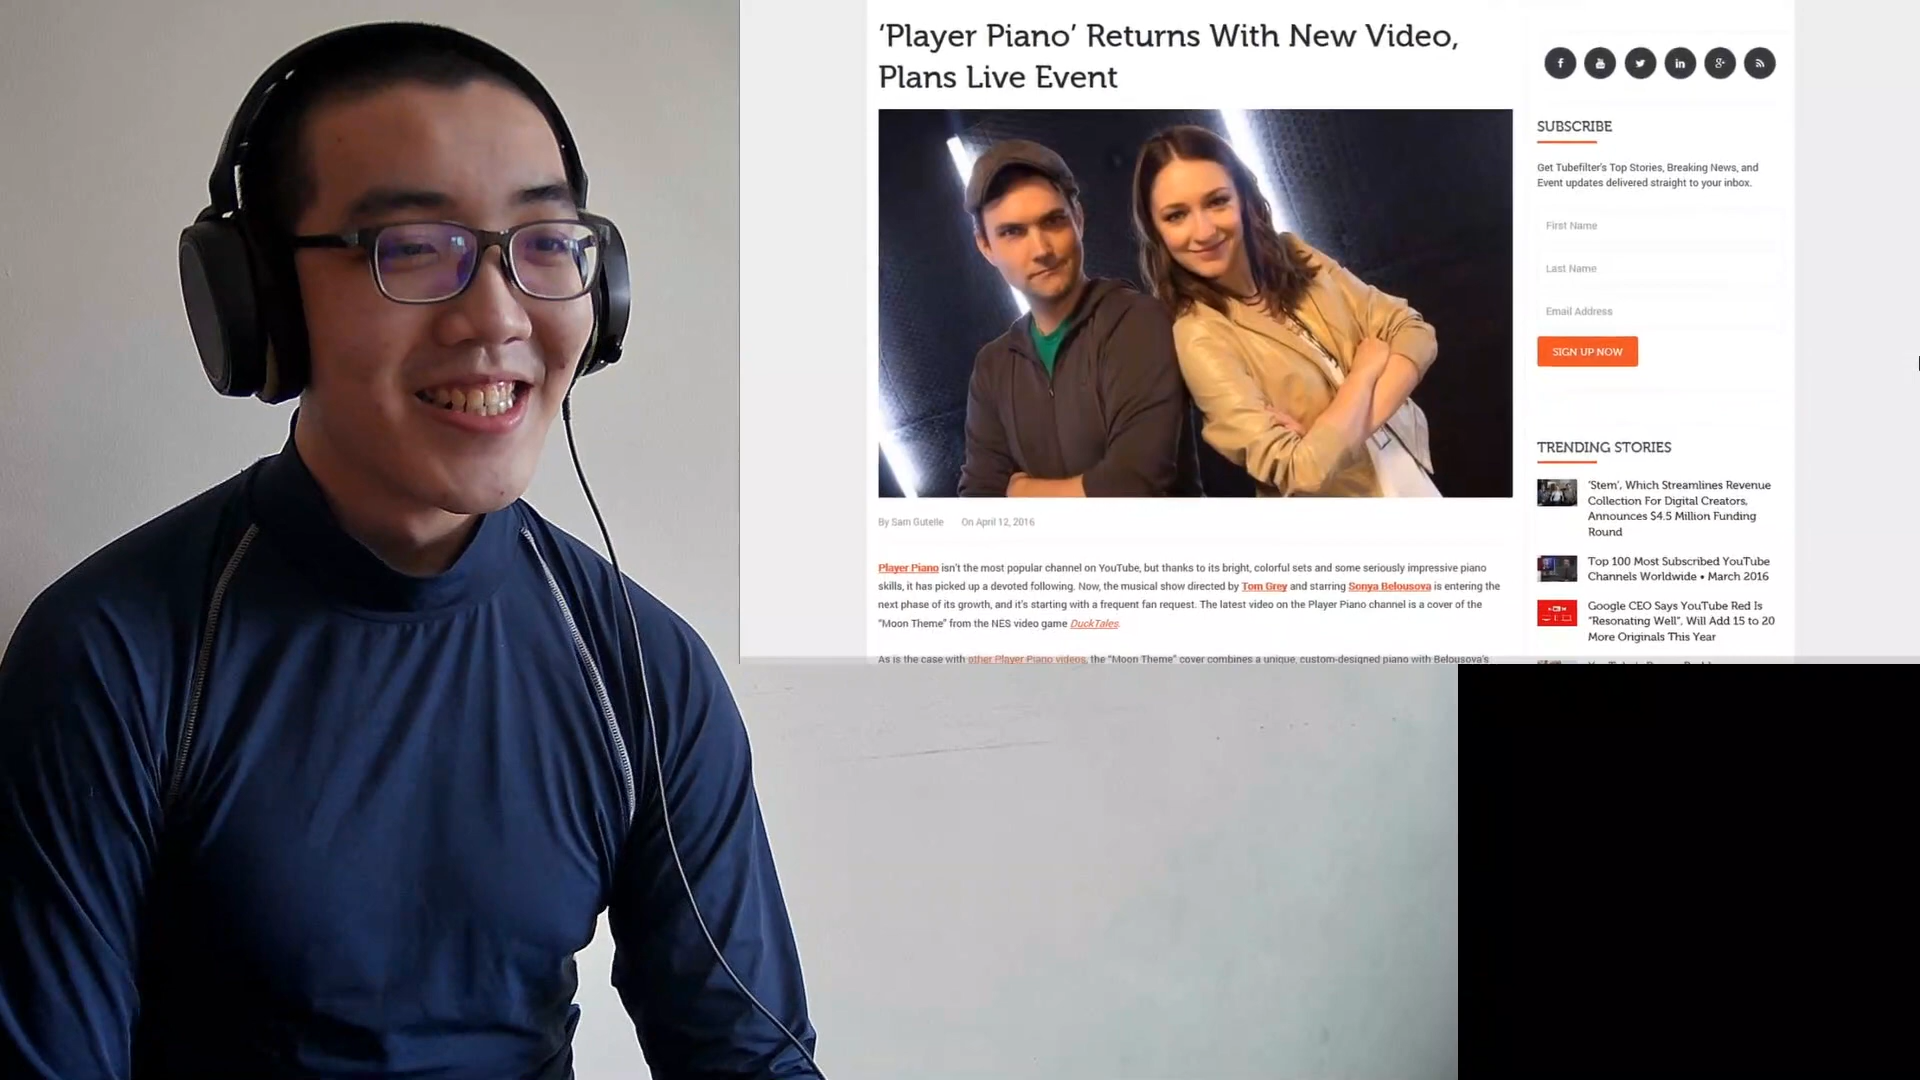 ‘Player Piano’ Returns With New Video,
Plans Live Event
By Sam Gutelle On April 12, 2016
Player Piano isn't the most popular channel on YouTube, but thanks to its bright, colorful sets and some seriously impressive piano
skills, it has picked up a devoted following. Now, the musical show directed by Tom Grey and starring Sonya Belousova is entering the
next phase of its growth, and it's starting with a frequent fan request. The latest video on the Player Piano channel is a cover of the
“Moon Theme” from the NES video game DuckTales.
As is the case with other Player Piano videos, the “Moon Theme” cover combines a unique, custom-designed piano with Belousova's
SUBSCRIBE
Get Tubefilter's Top Stories, Breaking News, and
Event updates delivered straight to your inbox.
First Name
Last Name
Email Address
SIGN UP NOW
TRENDING STORIES
‘Stem’, Which Streamlines Revenue
Collection For Digital Creators,
Announces $4.5 Million Funding
Round
Top 100 Most Subscribed YouTube
Channels Worldwide • March 2016
Google CEO Says YouTube Red Is
“Resonating Well”, Will Add 15 to 20
More Originals This Year